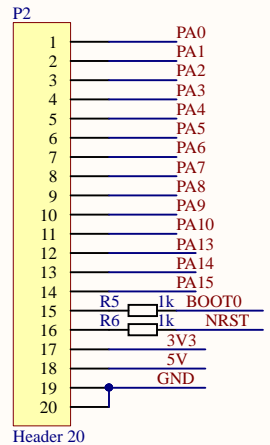 P2
1 PA0
2 PA1
3 PA2
4 PA3
5 PA4
6 PA5
7 PA6
8 PA7
9 PA8
10 PA9
11 PA10
12 PA13
13 PA14
14 PA15
15 R5 1k BOOT0
16 R6 1k NRST
17 3V3
18 5V
19 GND
20
Header 20